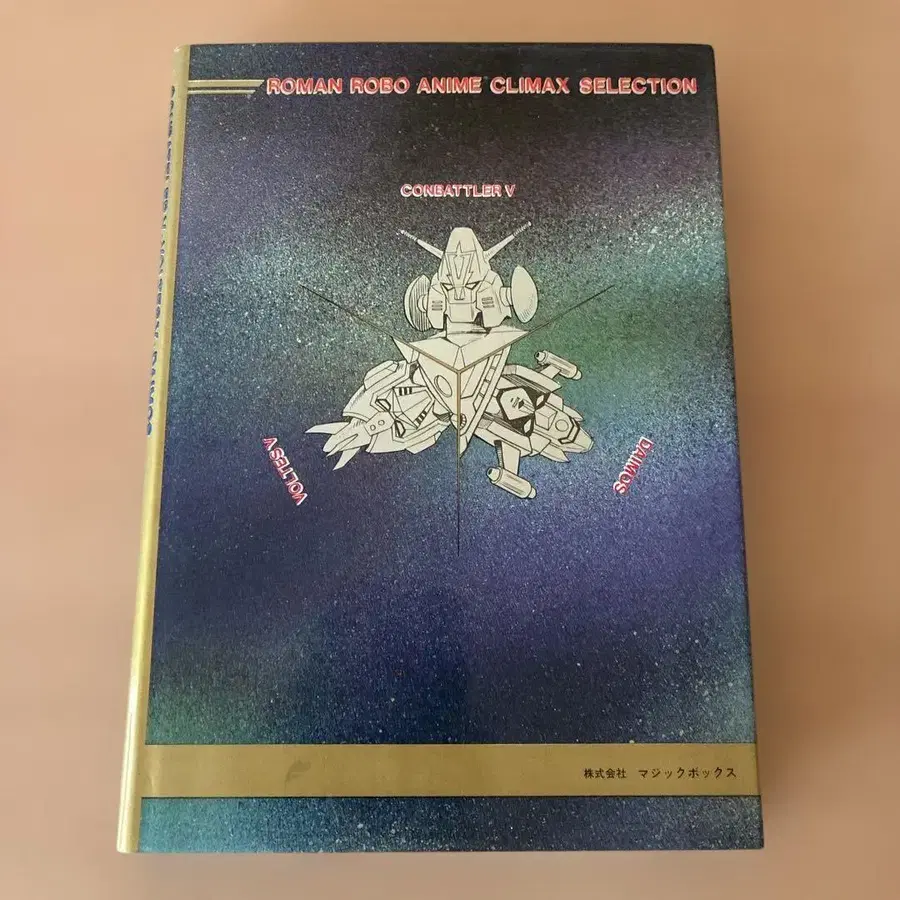 ROMAN ROBO ANIME CLIMAX SELECTION
CONBATTLER V
VOLTES V
DAIMOS
株式会社 マジックボックス